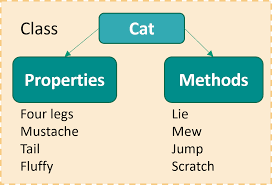 Class
Cat
Properties
Methods
Four legs
Mustache
Tail
Fluffy
Lie
Mew
Jump
Scratch